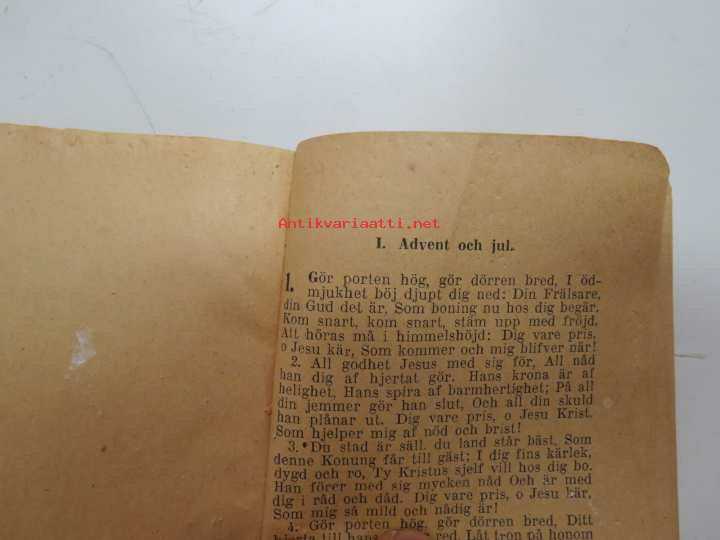 Antikvariaatti.net
I. Advent och jul.
1. Gör porten hög, gör dörren bred, I öd-
mjukhet böj djupt dig ned: Din Frälsare,
din Gud det är, Som boning nu hos dig begär.
Kom snart, kom snart, stäm upp med fröjd,
Att höras må i himmelshöjd: Dig vare pris,
o Jesu kär, Som kommer och mig blifver när!
2. All godhet Jesus med sig för, All nåd
han dig af hjertat gör. Hans krona är af
helighet, Hans spira af barmhertighet; På all
din jemmer gör han slut, Och all din skuld
han plånar ut. Dig vare pris, o Jesu Krist.
Som hjelper mig af nöd och brist!
3. Du stad är säll, du land står bäst, Som
denne Konung får till gäst; I dig fins kärlek,
dygd och ro, Ty Kristus sjelf vill hos dig bo.
Han förer med sig mycken nåd Och är med
dig i råd och dåd. Dig vare pris, o Jesu kär,
Som mig så mild och nådig är!
4. Gör porten hög, gör dörren bred, Ditt
hjerta till hans red. Låt tron på honom